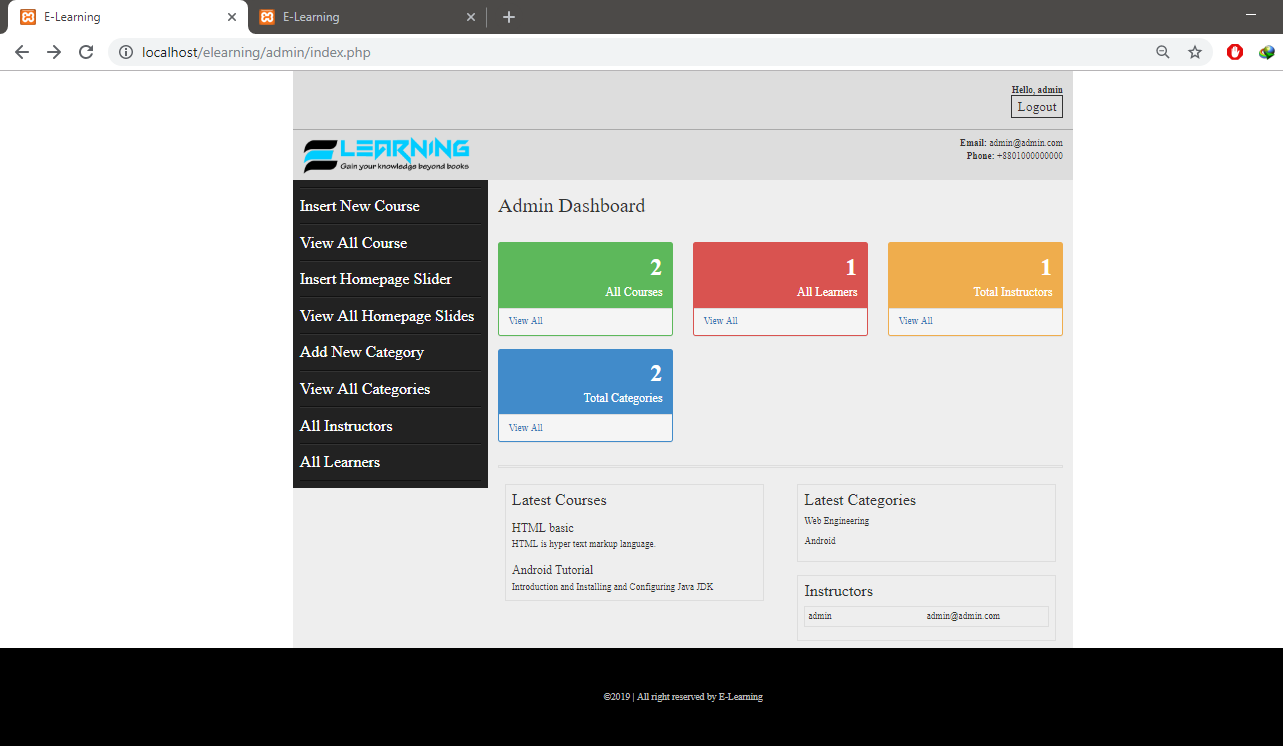 E-Learning
E-Learning
localhost/elearning/admin/index.php
Hello, admin
Logout
LEARNING
Gain your knowledge beyond books
Email: admin@admin.com
Phone: +8801000000000
Insert New Course
View All Course
Insert Homepage Slider
View All Homepage Slides
Add New Category
View All Categories
All Instructors
All Learners
Admin Dashboard
2
All Courses
View All
1
All Learners
View All
1
Total Instructors
View All
2
Total Categories
View All
Latest Courses
HTML basic
HTML is hyper text markup language.
Android Tutorial
Introduction and Installing and Configuring Java JDK
Latest Categories
Web Engineering
Android
Instructors
admin admin@admin.com
©2019 | All right reserved by E-Learning